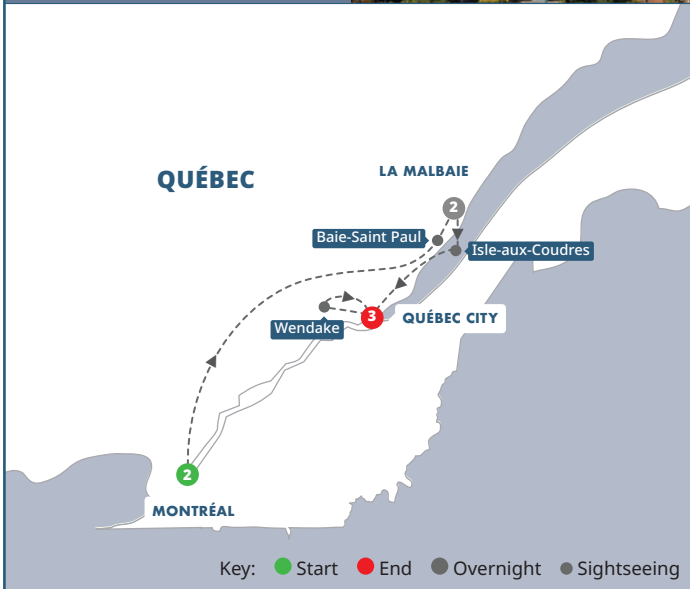 LA MALBAIE
QUÉBEC
2
Baie-Saint Paul
Isle-aux-Coudres
3
QUÉBEC CITY
Wendake
2
MONTRÉAL
Key: Start End Overnight Sightseeing